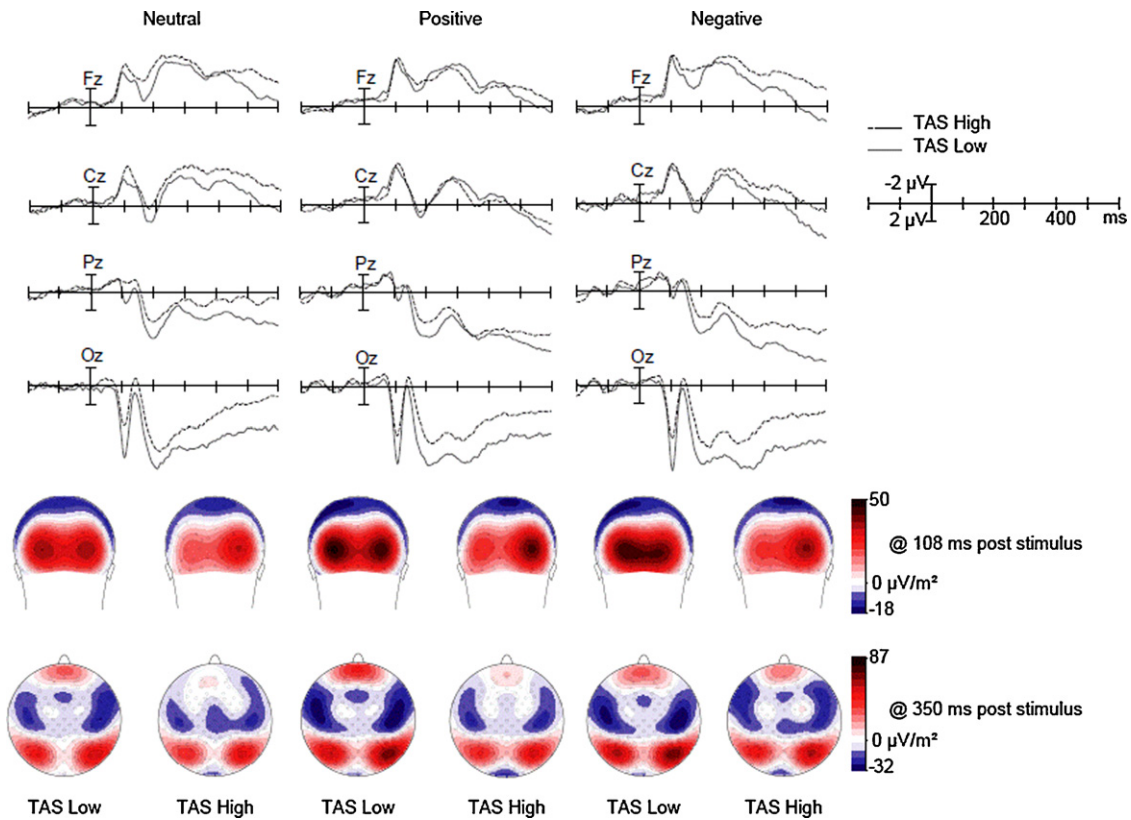 Neutral Positive Negative
Fz Fz Fz
TAS High
TAS Low
Cz Cz Cz
-2 µV
2 µV 200 400 ms
Pz Pz Pz
Oz Oz Oz
50
@ 108 ms post stimulus
0 µV/m²
-18
87
@ 350 ms post stimulus
0 µV/m²
-32
TAS Low TAS High TAS Low TAS High TAS Low TAS High